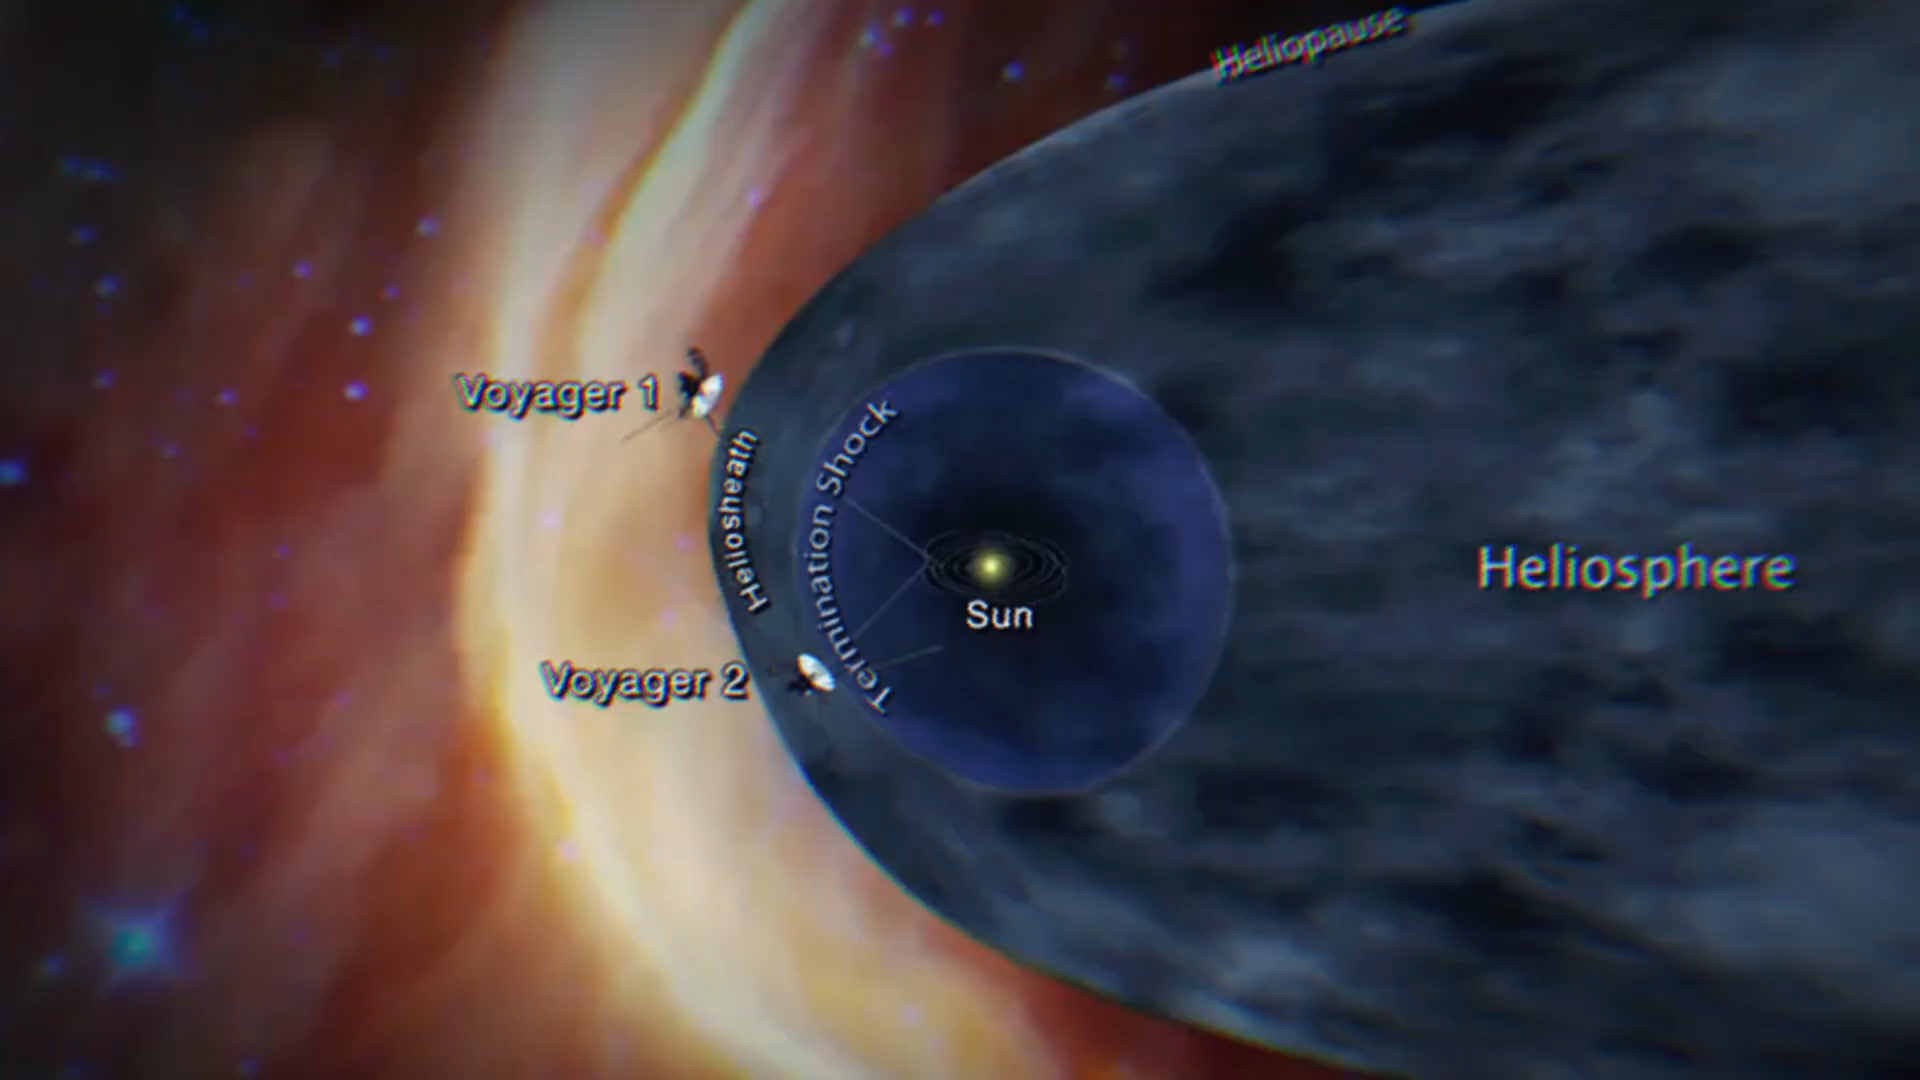 Heliopause
Voyager 1
Heliosheath
Termination Shock
Heliosphere
Sun
Voyager 2